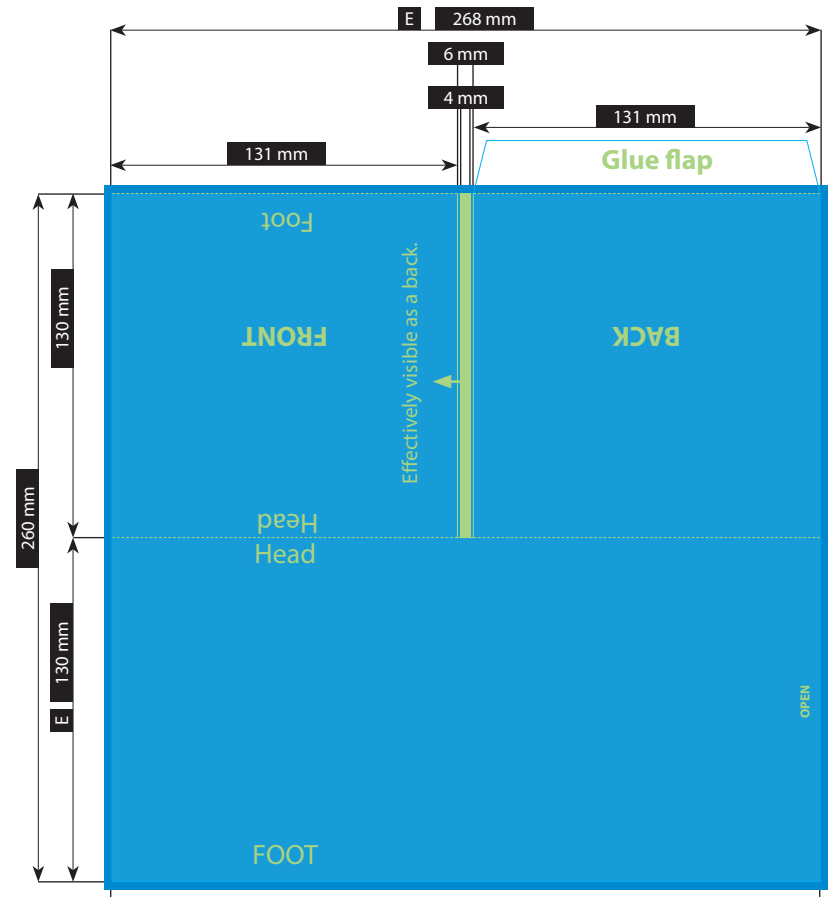 E 268 mm
6 mm
4 mm
131 mm
131 mm
Glue flap
Foot
130 mm
Effectively visible as a back.
FRONT
BACK
260 mm
Head
Head
130 mm
E
OPEN
FOOT